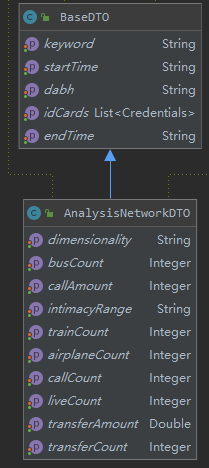 BaseDTO
keyword String
startTime String
dabh String
idCards List<Credentials>
endTime String
AnalysisNetworkDTO
dimensionality String
busCount Integer
callAmount Integer
intimacyRange String
trainCount Integer
airplaneCount Integer
callCount Integer
liveCount Integer
transferAmount Double
transferCount Integer